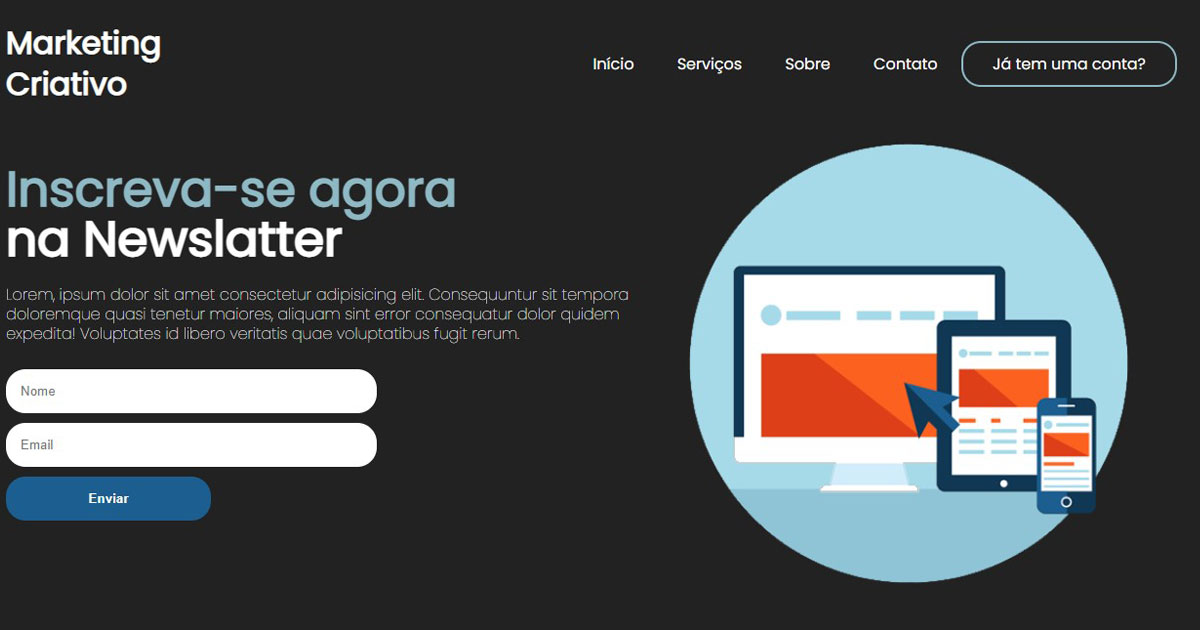 Marketing
Criativo
Início
Serviços
Sobre
Contato
Já tem uma conta?
Inscreva-se agora
na Newslatter
Lorem, ipsum dolor sit amet consectetur adipisicing elit. Consequuntur sit tempora
doloremque quasi tenetur maiores, aliquam sint error consequatur dolor quidem
expedita! Voluptates id libero veritatis quae voluptatibus fugit rerum.
Nome
Email
Enviar